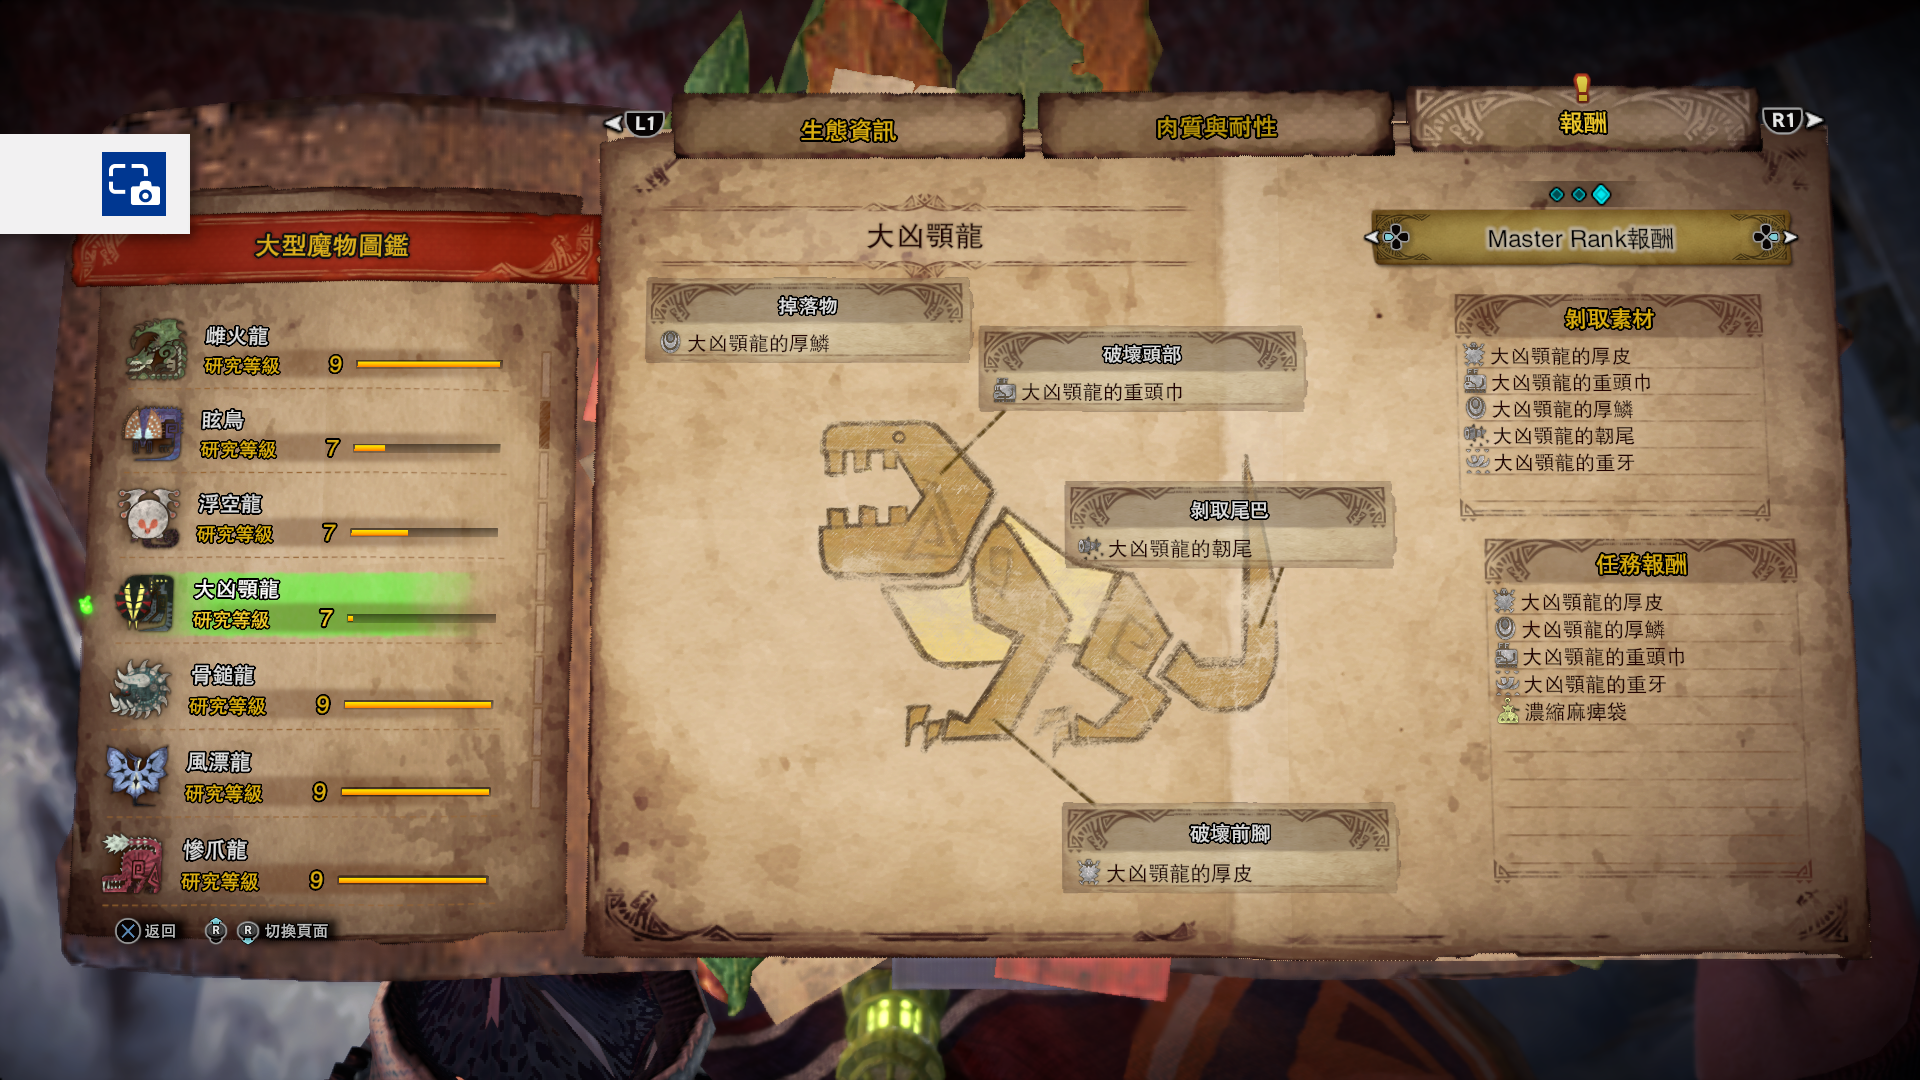 L1
生態資訊
肉質與耐性
報酬
R1
大型魔物圖鑑
雌火龍
研究等級 9
眩鳥
研究等級 7
浮空龍
研究等級 7
大凶顎龍
研究等級 7
骨鎚龍
研究等級 9
風漂龍
研究等級 9
慘爪龍
研究等級 9
返回
R R 切換頁面
大凶顎龍
掉落物
大凶顎龍的厚鱗
破壞頭部
大凶顎龍的重頭巾
剝取尾巴
大凶顎龍的韌尾
破壞前腳
大凶顎龍的厚皮
Master Rank報酬
剝取素材
大凶顎龍的厚皮
大凶顎龍的重頭巾
大凶顎龍的厚鱗
大凶顎龍的韌尾
大凶顎龍的重牙
任務報酬
大凶顎龍的厚皮
大凶顎龍的厚鱗
大凶顎龍的重頭巾
大凶顎龍的重牙
濃縮麻痺袋